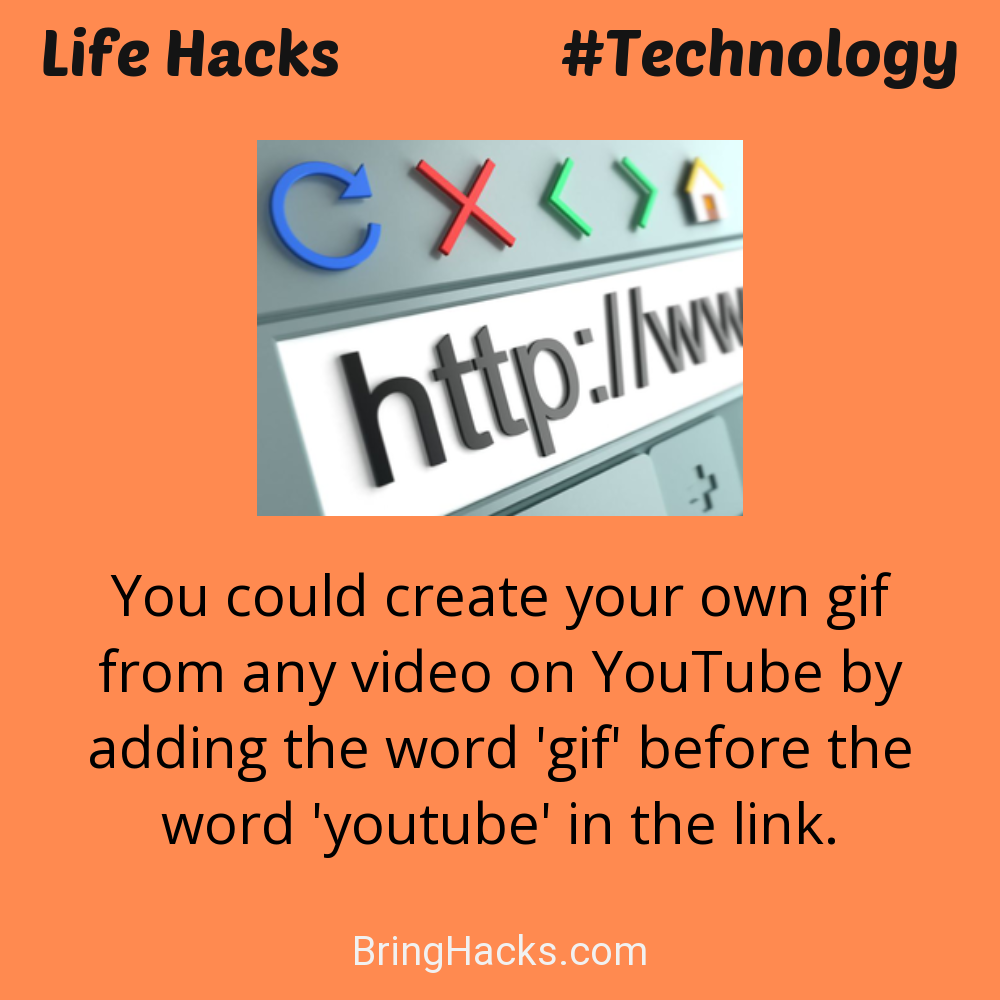 Life Hacks #Technology
http://ww
You could create your own gif
from any video on YouTube by
adding the word 'gif' before the
word 'youtube' in the link.
BringHacks.com